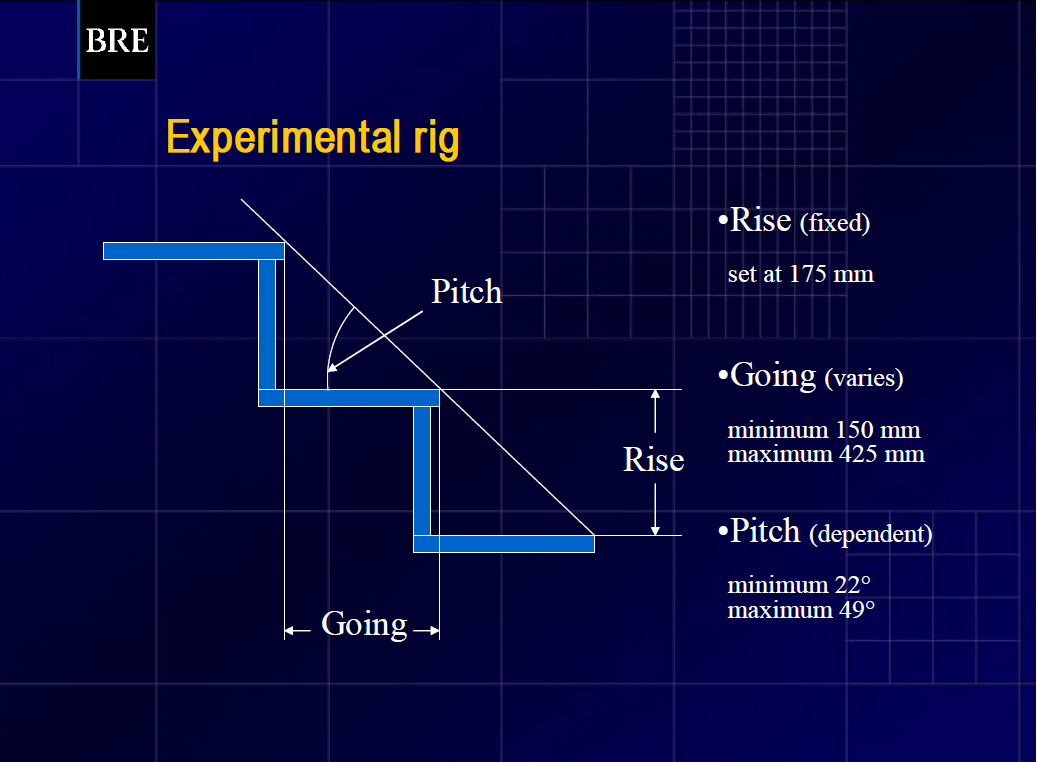 BRE
Experimental rig
Pitch
Rise
Going
•Rise (fixed)
set at 175 mm
•Going (varies)
minimum 150 mm
maximum 425 mm
•Pitch (dependent)
minimum 22°
maximum 49°